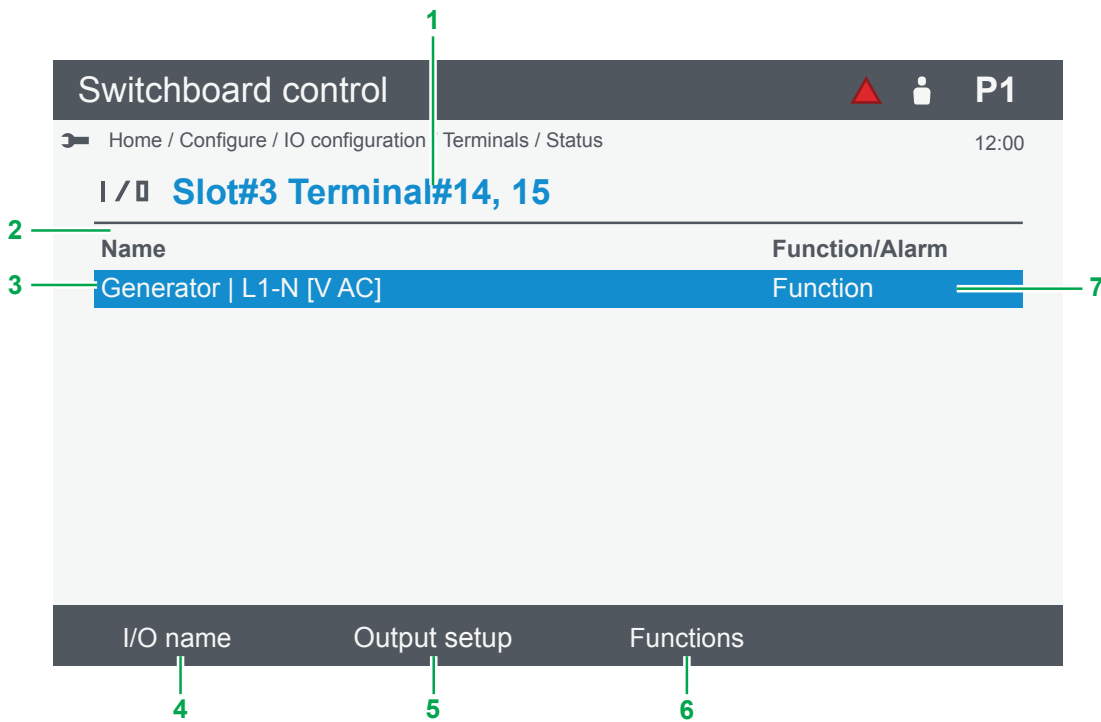 1
Switchboard control P1
Home / Configure / IO configuration / Terminals / Status 12:00
I/O Slot#3 Terminal#14, 15
2
Name Function/Alarm
3 Generator | L1-N [V AC] Function 7
I/O name Output setup Functions
4 5 6